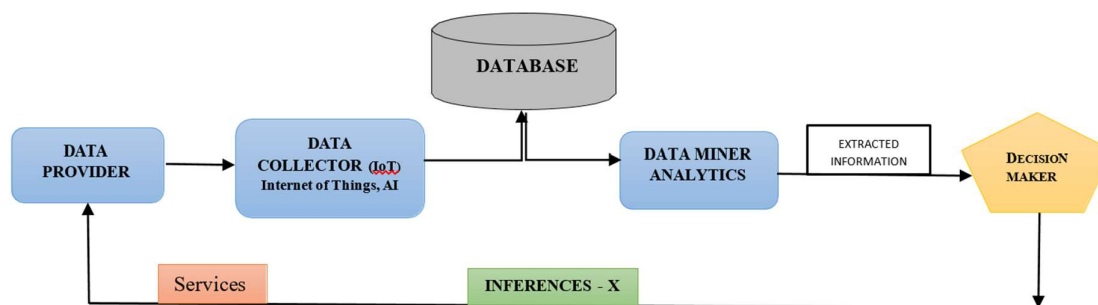 DATABASE
DATA
PROVIDER
DATA
COLLECTOR (IoT)
Internet of Things, AI
DATA MINER
ANALYTICS
EXTRACTED
INFORMATION
DECISION
MAKER
Services
INFERENCES - X